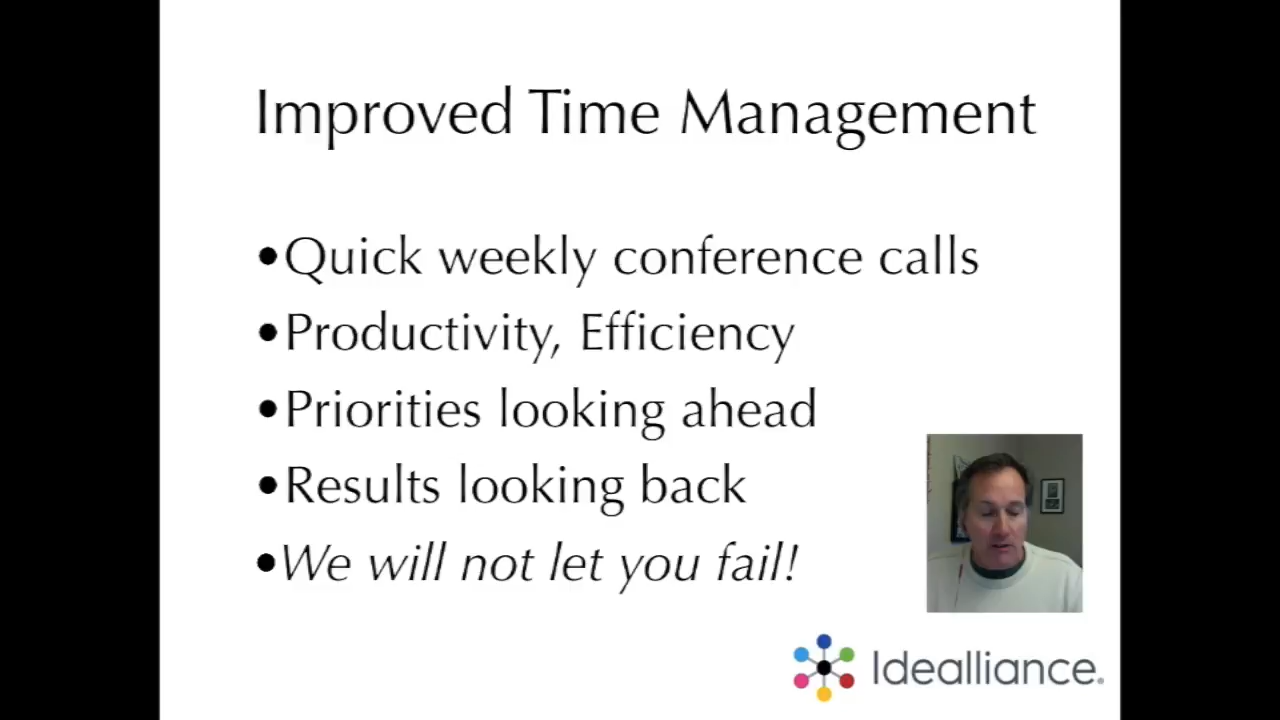 Improved Time Management
•Quick weekly conference calls
•Productivity, Efficiency
•Priorities looking ahead
•Results looking back
•We will not let you fail!
Idealliance.